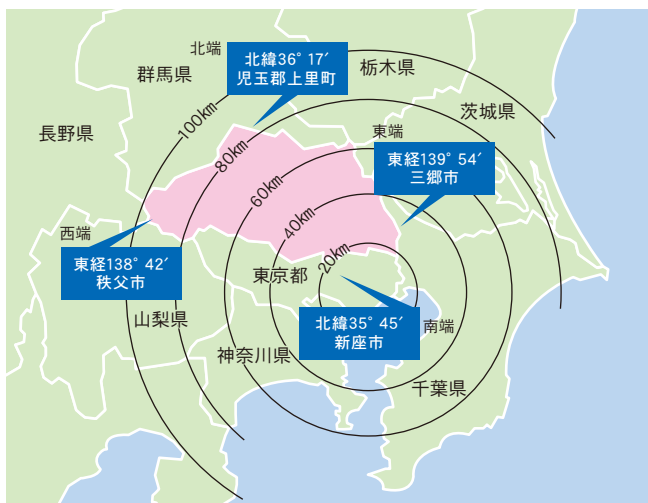 北端
北緯36°17′
児玉郡上里町
栃木県
群馬県
茨城県
長野県
100km
80km
60km
40km
20km
東端
東経139°54′
三郷市
西端
東経138°42′
秩父市
東京都
北緯35°45′
新座市
南端
山梨県
神奈川県
千葉県